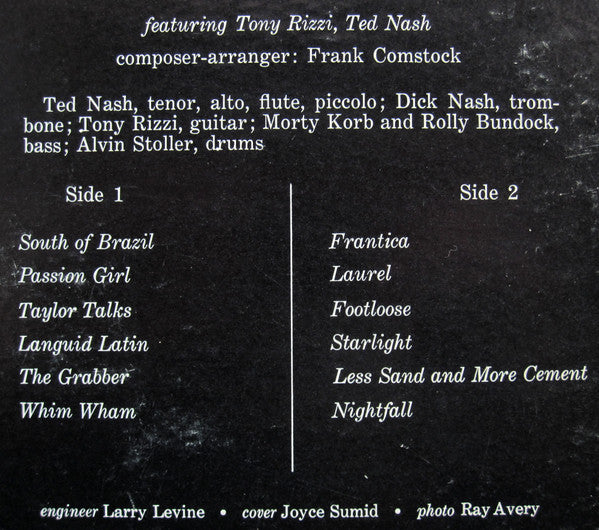 featuring Tony Rizzi, Ted Nash
composer-arranger: Frank Comstock
Ted Nash, tenor, alto, flute, piccolo; Dick Nash, trom-
bone; Tony Rizzi, guitar; Morty Korb and Rolly Bundock,
bass; Alvin Stoller, drums
Side 1
South of Brazil
Passion Girl
Taylor Talks
Languid Latin
The Grabber
Whim Wham
Side 2
Frantica
Laurel
Footloose
Starlight
Less Sand and More Cement
Nightfall
engineer Larry Levine • cover Joyce Sumid • photo Ray Avery